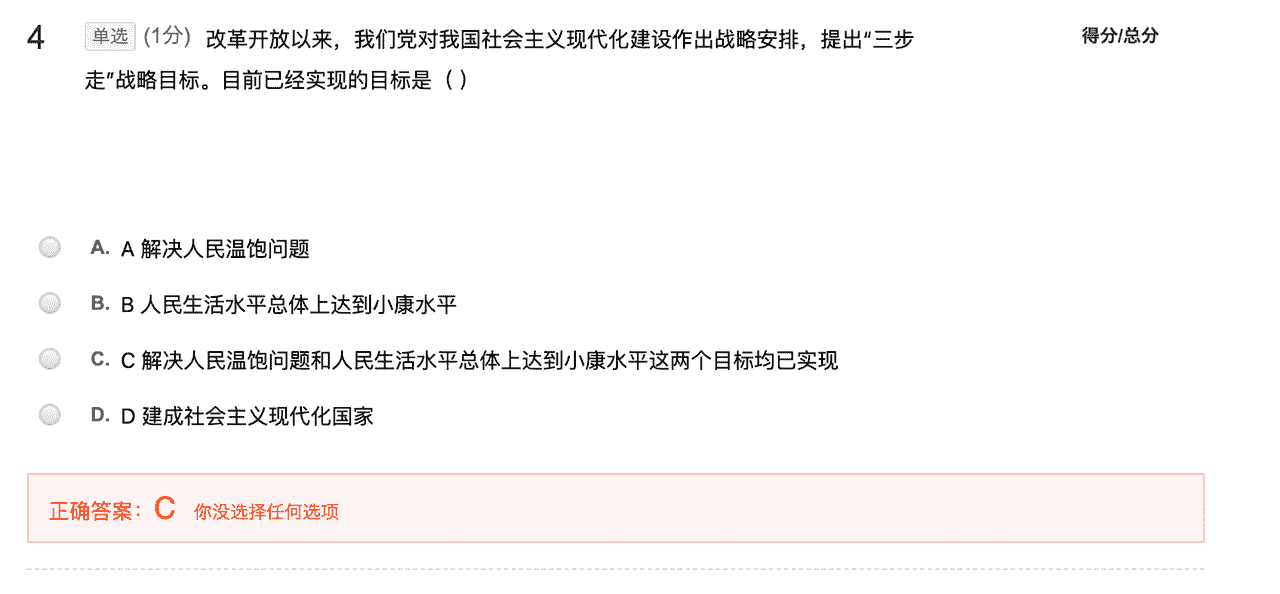 4 单选 (1分) 改革开放以来，我们党对我国社会主义现代化建设作出战略安排，提出“三步 得分/总分
走”战略目标。目前已经实现的目标是（ ）
A. A 解决人民温饱问题
B. B 人民生活水平总体上达到小康水平
C. C 解决人民温饱问题和人民生活水平总体上达到小康水平这两个目标均已实现
D. D 建成社会主义现代化国家
正确答案：C 你没选择任何选项